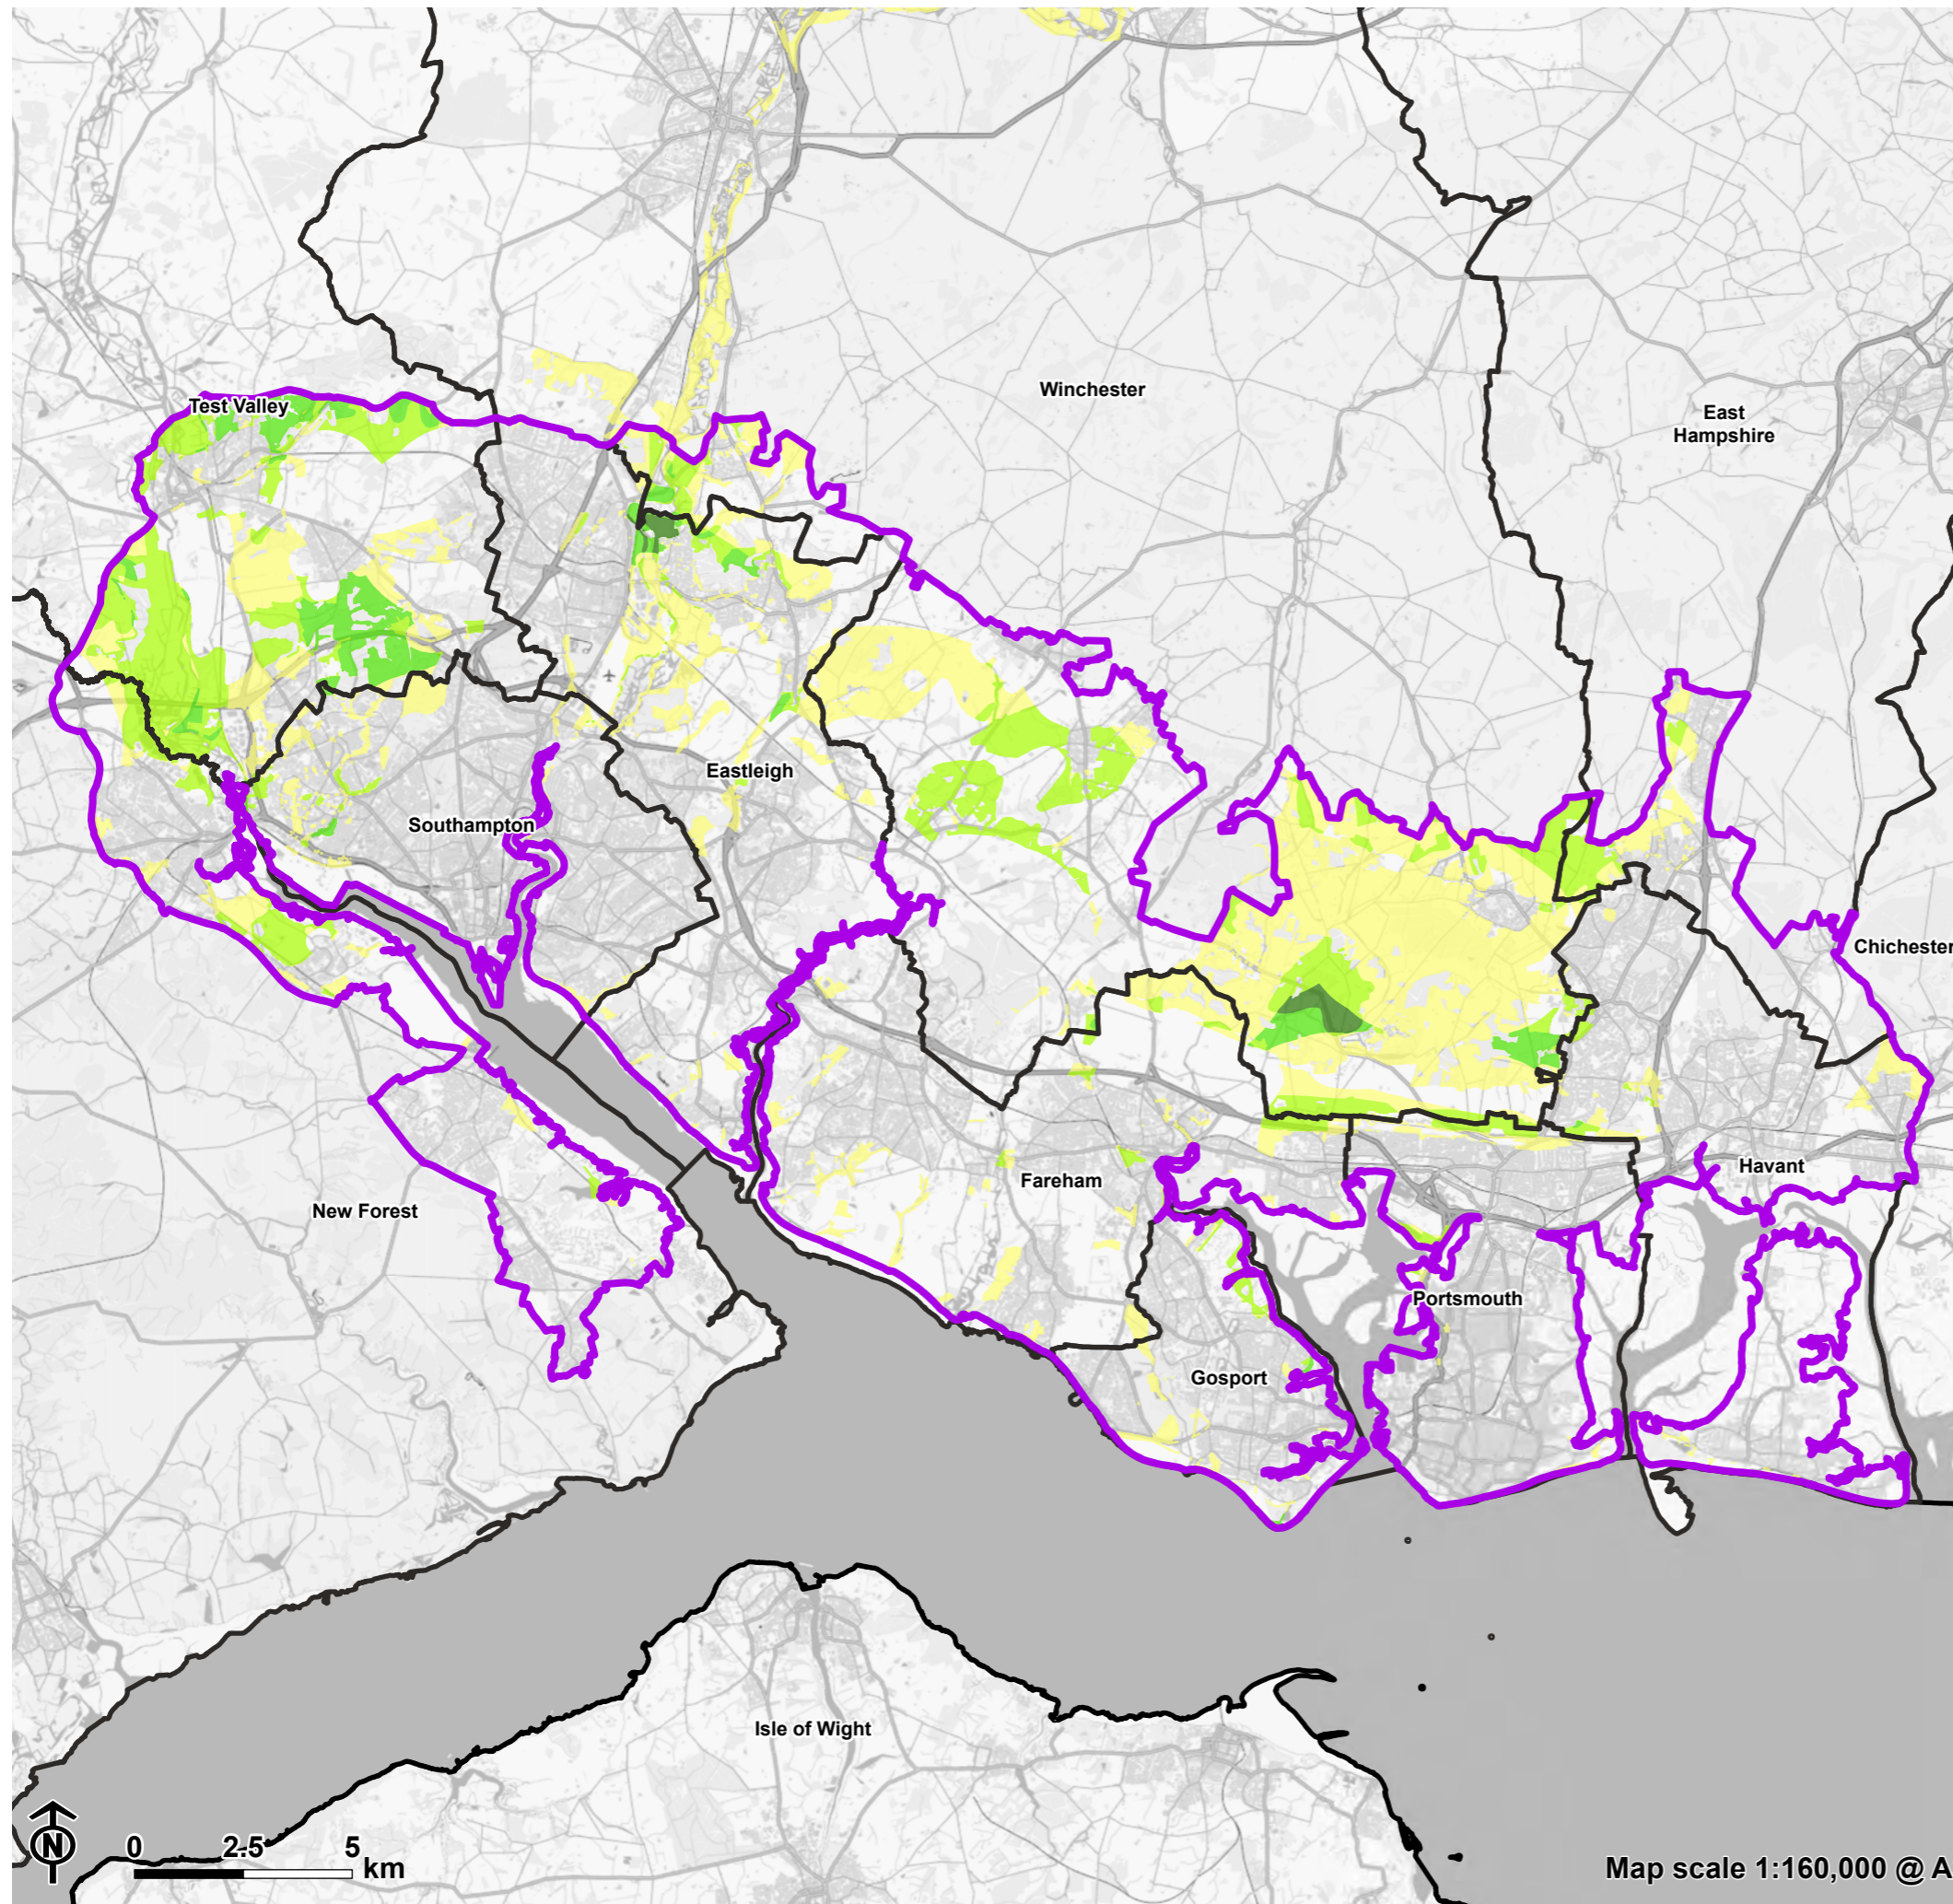 Winchester
Test Valley
East
Hampshire
Eastleigh
Southampton
Chichester
Havant
Fareham
New Forest
Portsmouth
Gosport
Isle of Wight
N
0 2.5 5
km
Map scale 1:160,000 @ A